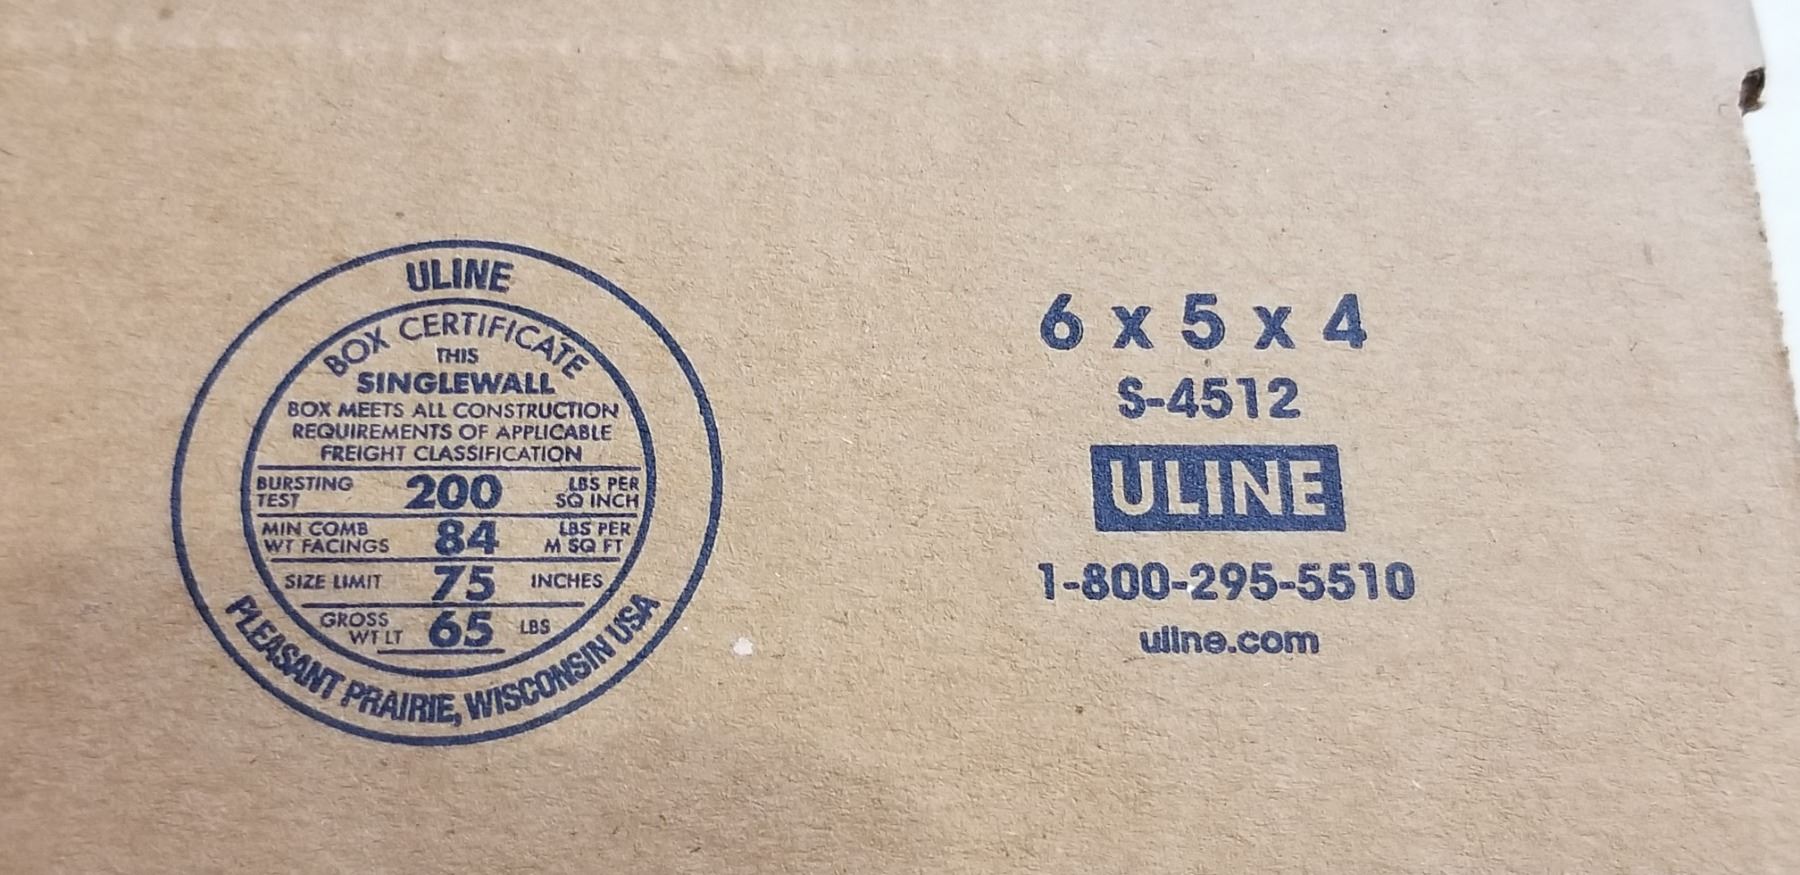 ULINE
BOX CERTIFICATE
THIS
SINGLEWALL
BOX MEETS ALL CONSTRUCTION
REQUIREMENTS OF APPLICABLE
FREIGHT CLASSIFICATION
BURSTING TEST 200 LBS PER SQ INCH
MIN COMB WT FACINGS 84 LBS PER M SQ FT
SIZE LIMIT 75 INCHES
GROSS WT LT 65 LBS
PLEASANT PRAIRIE, WISCONSIN USA
6 x 5 x 4
S-4512
ULINE
1-800-295-5510
uline.com